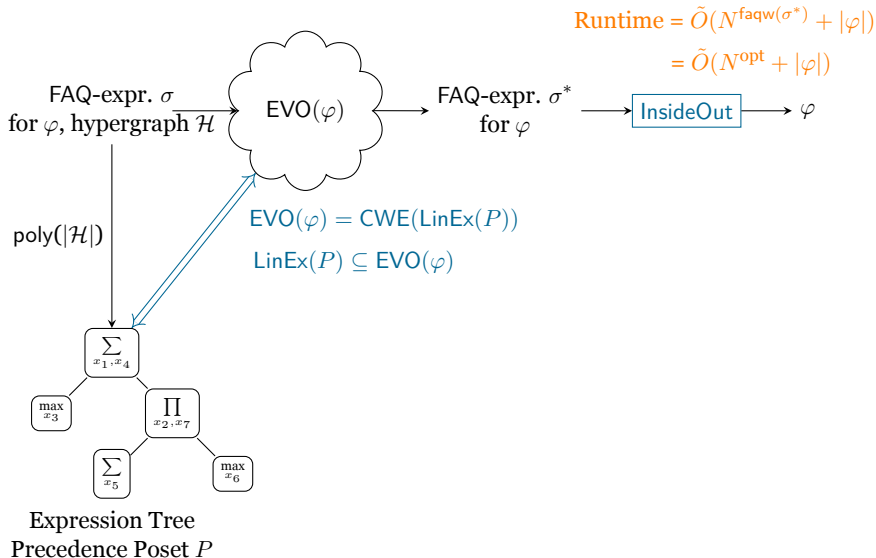 Runtime = Õ(N^{faqw(σ*)} + |φ|)
= Õ(N^{opt} + |φ|)
FAQ-expr. σ
for φ, hypergraph ℋ
EVO(φ)
FAQ-expr. σ*
for φ
InsideOut
φ
EVO(φ) = CWE(LinEx(P))
LinEx(P) ⊆ EVO(φ)
poly(|ℋ|)
∑
x₁,x₄
max
x₃
∏
x₂,x₇
∑
x₅
max
x₆
Expression Tree
Precedence Poset P